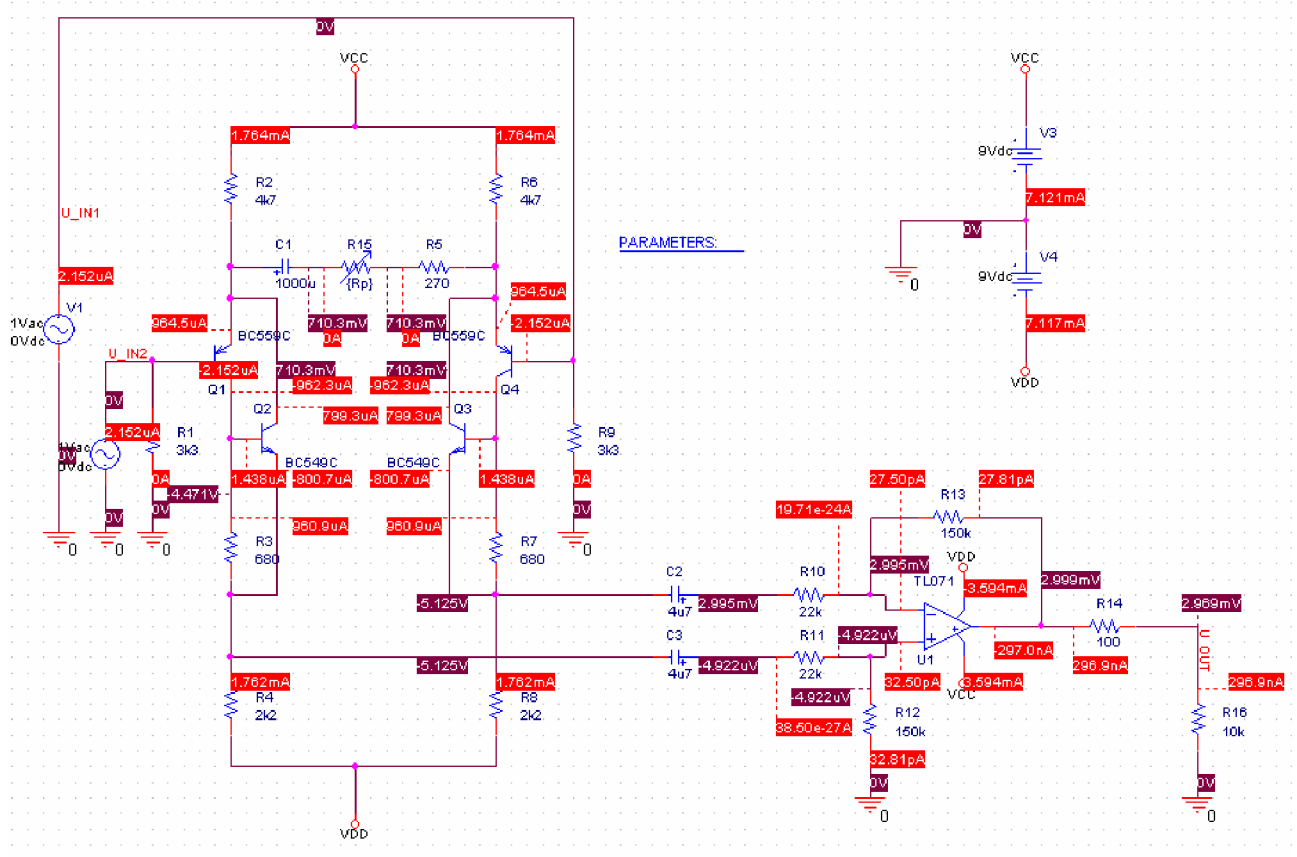 0V
VCC
VCC
1.764mA
1.764mA
V3
9Vdc
R2
4k7
R6
4k7
7.121mA
U_IN1
0V
C1
R15
R5
PARAMETERS:
1000u
{Rp}
270
V4
9Vdc
0
2.152uA
964.5uA
V1
1Vac
0Vdc
964.5uA
710.3mV
710.3mV
-2.152uA
7.117mA
0A
0A
BC559C
BC559C
U_IN2
-2.152uA
710.3mV
710.3mV
VDD
-962.3uA
-962.3uA
Q1
Q4
0V
Q2
799.3uA
799.3uA
Q3
2.152uA
R1
3k3
R9
3k3
1Vac
0Vdc
0V
BC549C
BC549C
0A
1.438uA
-800.7uA
-800.7uA
1.438uA
0A
27.50pA
27.81pA
-4.471V
R13
0V
0V
0V
19.71e-24A
960.9uA
960.9uA
150k
0
0
0
R3
680
R7
680
0
VDD
2.995mV
C2
R10
TL071
2.999mV
-3.594mA
-5.125V
2.995mV
R14
2.969mV
4u7
22k
C3
R11
-4.922uV
100
U_OUT
-297.0nA
-5.125V
-4.922uV
U1
296.9nA
4u7
22k
1.762mA
1.762mA
32.50pA
3.594mA
296.9nA
R4
2k2
R8
2k2
-4.922uV
VCC
R12
150k
R16
10k
38.50e-27A
32.81pA
0V
0V
0
0
VDD